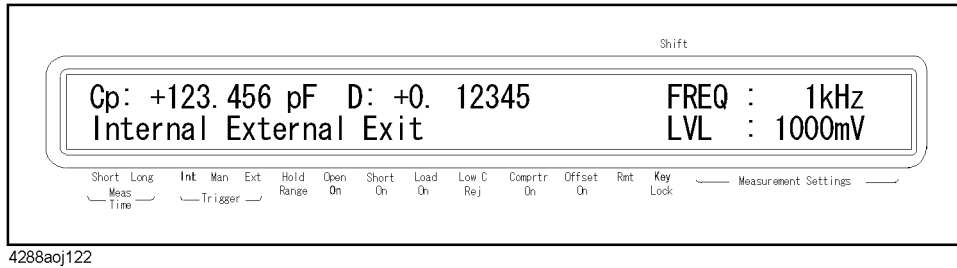 Shift
Cp: +123.456 pF D: +0. 12345 FREQ : 1kHz
Internal External Exit LVL : 1000mV
Short Long Int Man Ext Hold Open Short Load Low C Comprtr Offset Rmt Key Measurement Settings
Meas Trigger Range On On On Rej On On Lock
Time
4288aoj122